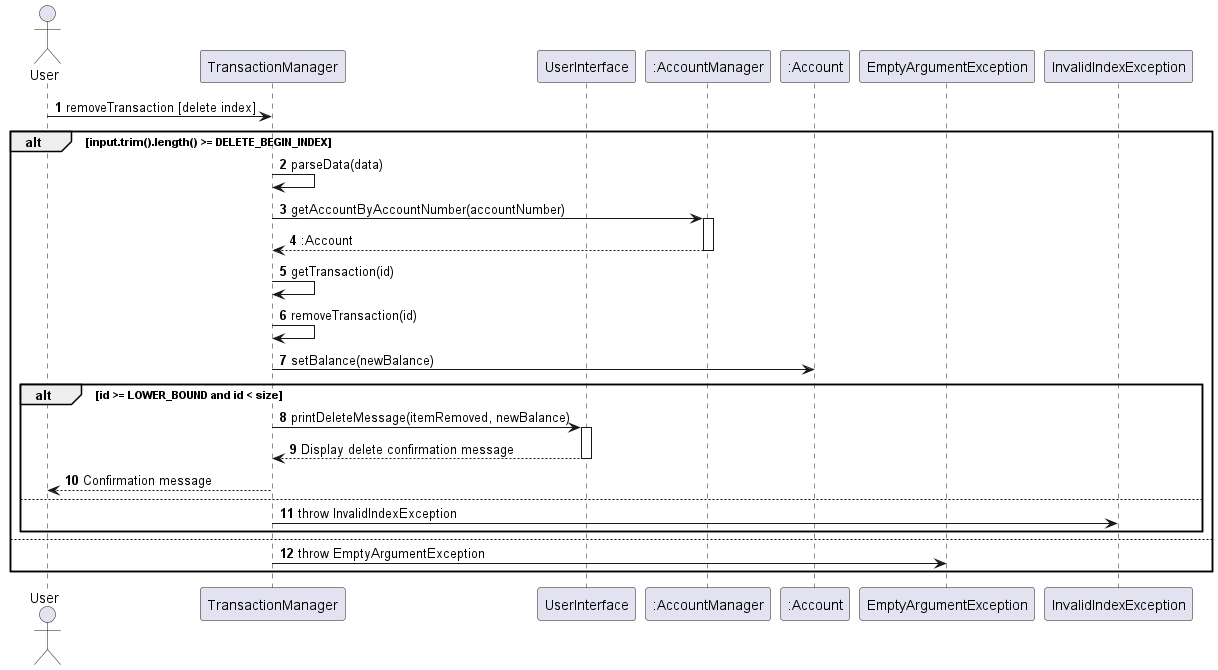 User
TransactionManager
UserInterface
:AccountManager
:Account
EmptyArgumentException
InvalidIndexException
1 removeTransaction [delete index]
alt [input.trim().length() >= DELETE_BEGIN_INDEX]
2 parseData(data)
3 getAccountByAccountNumber(accountNumber)
4 :Account
5 getTransaction(id)
6 removeTransaction(id)
7 setBalance(newBalance)
alt [id >= LOWER_BOUND and id < size]
8 printDeleteMessage(itemRemoved, newBalance)
9 Display delete confirmation message
10 Confirmation message
11 throw InvalidIndexException
12 throw EmptyArgumentException
User
TransactionManager
UserInterface
:AccountManager
:Account
EmptyArgumentException
InvalidIndexException